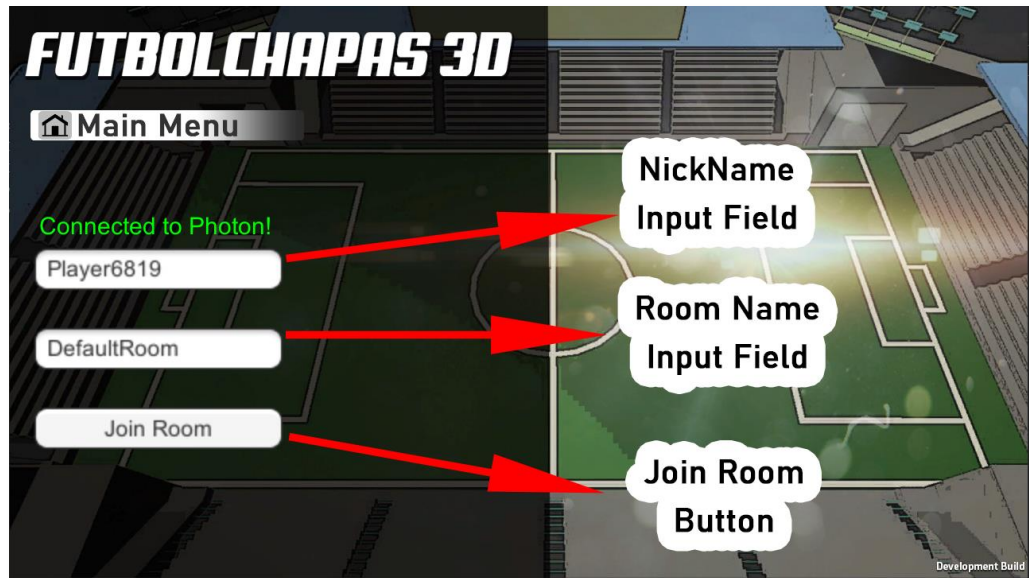 FUTBOLCHAPAS 3D
Main Menu
Connected to Photon!
Player6819
DefaultRoom
Join Room
NickName
Input Field
Room Name
Input Field
Join Room
Button
Development Build